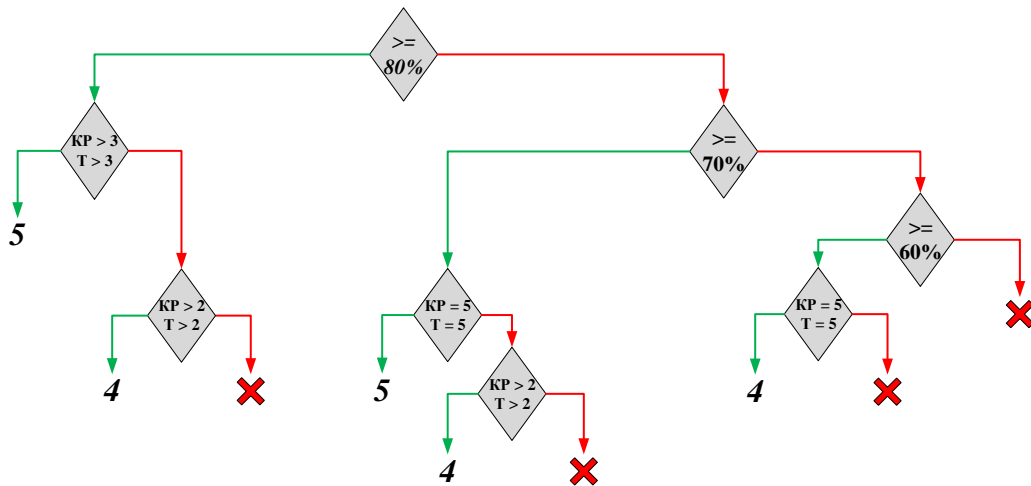 >=
80%
КР > 3
Т > 3
>=
70%
5
>=
60%
КР > 2
Т > 2
КР = 5
Т = 5
КР = 5
Т = 5
4
5
КР > 2
Т > 2
4
4